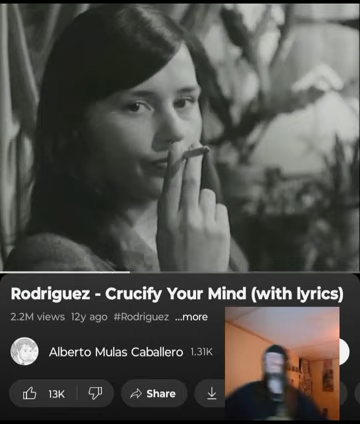 Rodriguez - Crucify Your Mind (with lyrics)
2.2M views 12y ago #Rodriguez ...more
Alberto Mulas Caballero 1.31K
13K Share